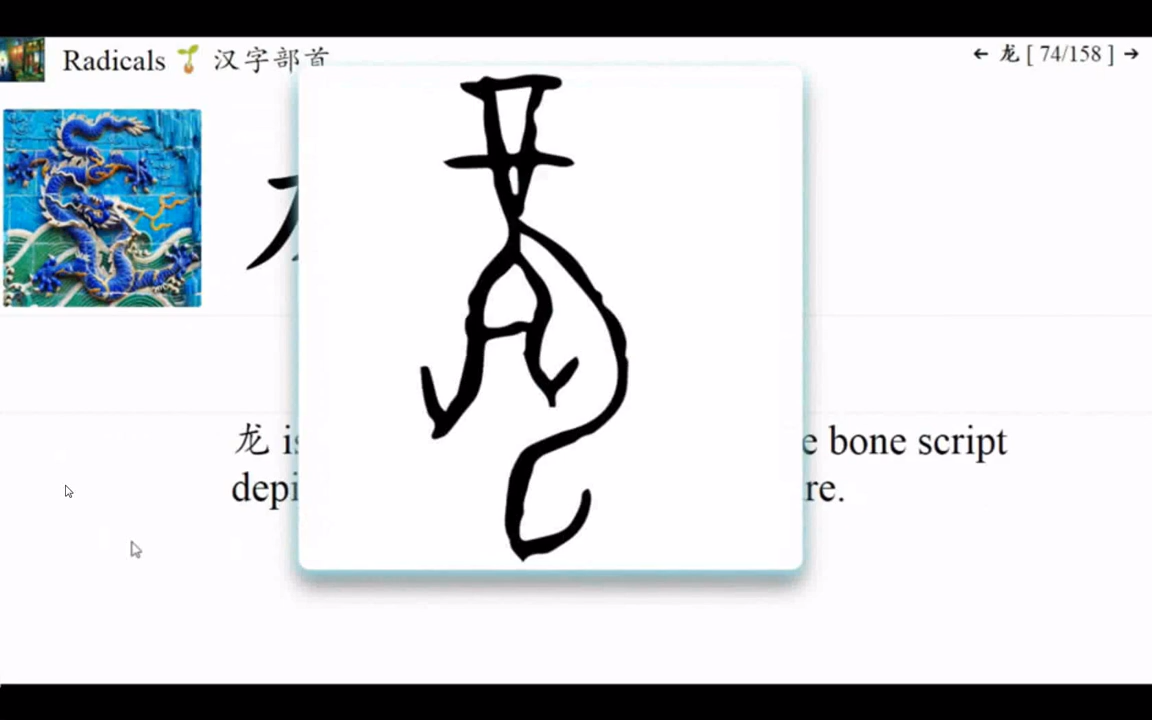 Radicals 🌱 汉字部首
← 龙 [ 74/158 ] →
龙 is e bone script
depi re.